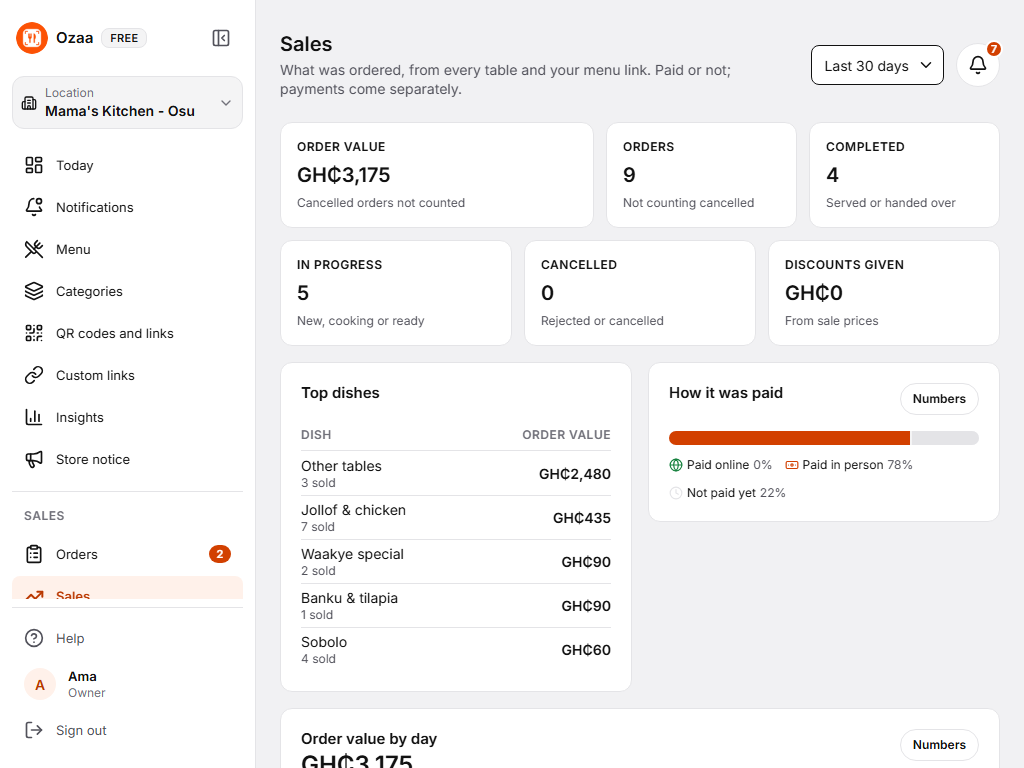 Ozaa FREE
Location
Mama's Kitchen - Osu
Today
Notifications
Menu
Categories
QR codes and links
Custom links
Insights
Store notice
SALES
Orders 2
Sales
Help
A
Ama
Owner
Sign out
Sales
What was ordered, from every table and your menu link. Paid or not;
payments come separately.
Last 30 days
7
ORDER VALUE
GH₵3,175
Cancelled orders not counted
ORDERS
9
Not counting cancelled
COMPLETED
4
Served or handed over
IN PROGRESS
5
New, cooking or ready
CANCELLED
0
Rejected or cancelled
DISCOUNTS GIVEN
GH₵0
From sale prices
Top dishes
DISH ORDER VALUE
Other tables
3 sold
GH₵2,480
Jollof & chicken
7 sold
GH₵435
Waakye special
2 sold
GH₵90
Banku & tilapia
1 sold
GH₵90
Sobolo
4 sold
GH₵60
How it was paid
Numbers
Paid online 0% Paid in person 78%
Not paid yet 22%
Order value by day
Numbers
GH₵3,175